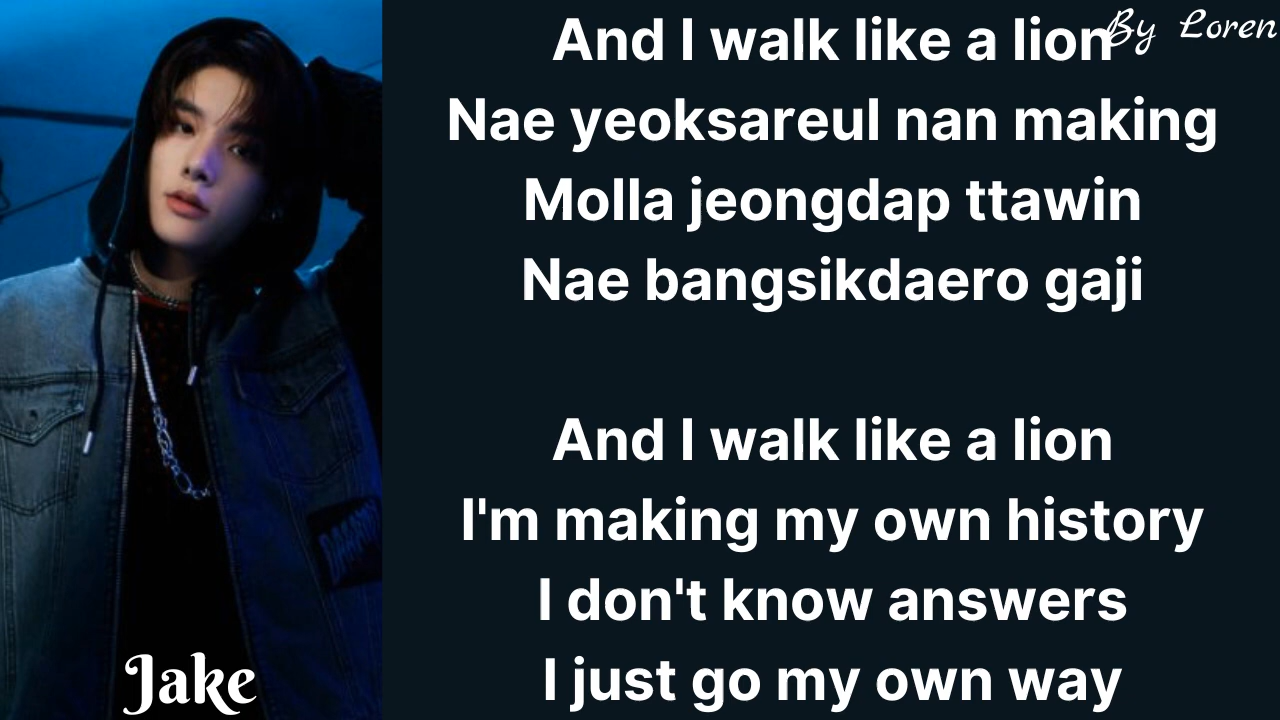 And I walk like a lion
By Loren
Nae yeoksareul nan making
Molla jeongdap ttawin
Nae bangsikdaero gaji
And I walk like a lion
I'm making my own history
I don't know answers
I just go my own way
Jake